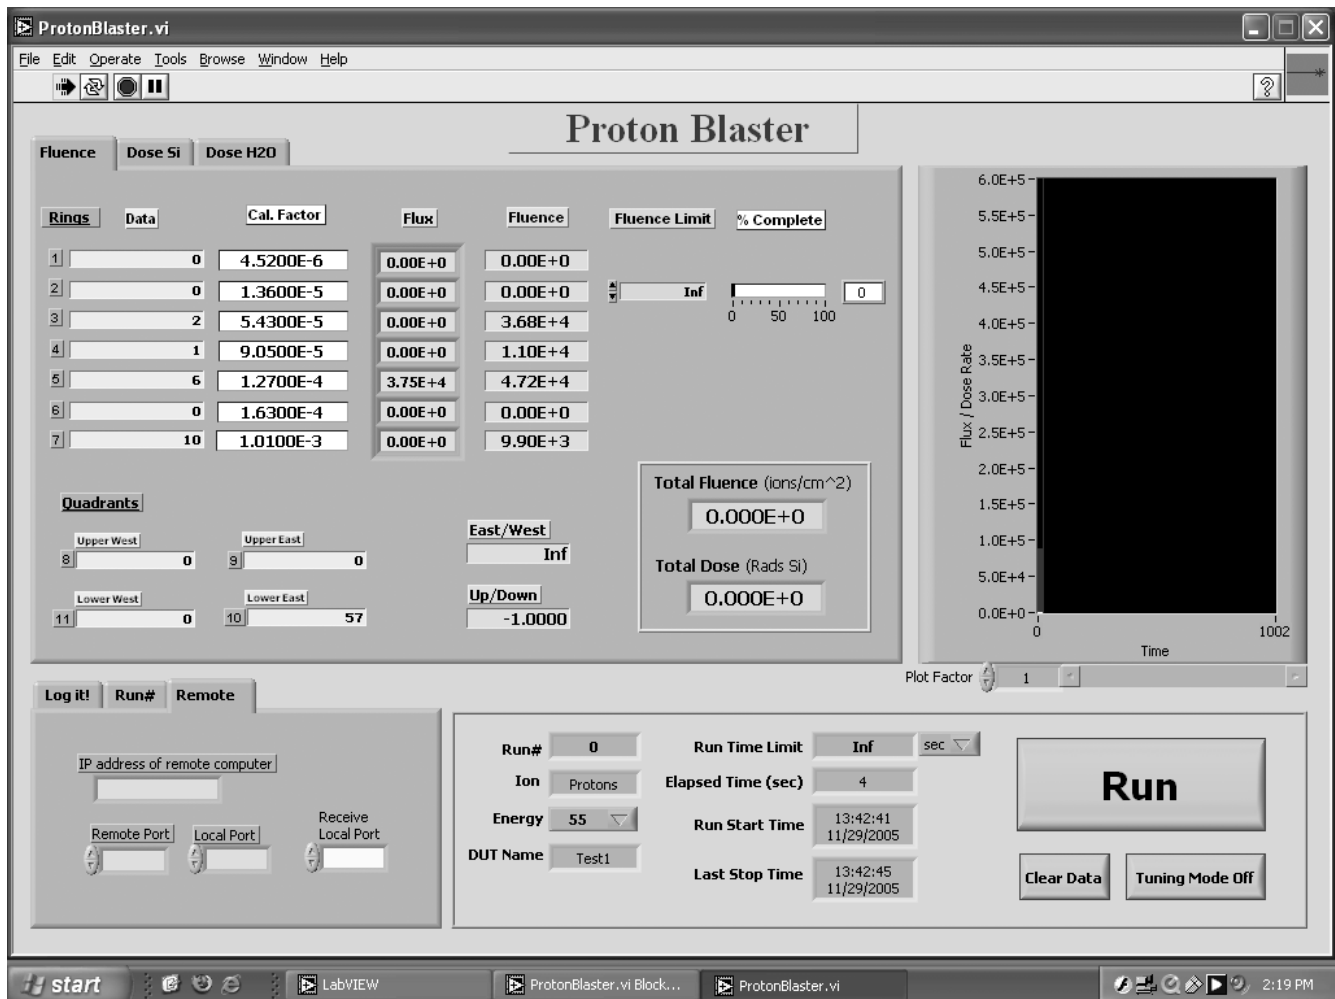 ProtonBlaster.vi
File Edit Operate Tools Browse Window Help
Proton Blaster
Fluence Dose Si Dose H2O
Rings Data Cal. Factor Flux Fluence Fluence Limit % Complete
1 0 4.5200E-6 0.00E+0 0.00E+0
2 0 1.3600E-5 0.00E+0 0.00E+0 Inf 0
0 50 100
3 2 5.4300E-5 0.00E+0 3.68E+4
4 1 9.0500E-5 0.00E+0 1.10E+4
5 6 1.2700E-4 3.75E+4 4.72E+4
6 0 1.6300E-4 0.00E+0 0.00E+0
7 10 1.0100E-3 0.00E+0 9.90E+3
Quadrants
Upper West Upper East
8 0 9 0
Lower West Lower East
11 0 10 57
East/West
Inf
Up/Down
-1.0000
Total Fluence (ions/cm^2)
0.000E+0
Total Dose (Rads Si)
0.000E+0
6.0E+5
5.5E+5
5.0E+5
4.5E+5
4.0E+5
3.5E+5
3.0E+5
2.5E+5
2.0E+5
1.5E+5
1.0E+5
5.0E+4
0.0E+0
Flux / Dose Rate
0 1002
Time
Plot Factor 1
Log it! Run# Remote
IP address of remote computer
Remote Port Local Port Receive
Local Port
Run# 0
Ion Protons
Energy 55
DUT Name Test1
Run Time Limit Inf sec
Elapsed Time (sec) 4
Run Start Time 13:42:41
11/29/2005
Last Stop Time 13:42:45
11/29/2005
Run
Clear Data Tuning Mode Off
start LabVIEW ProtonBlaster.vi Block... ProtonBlaster.vi 2:19 PM